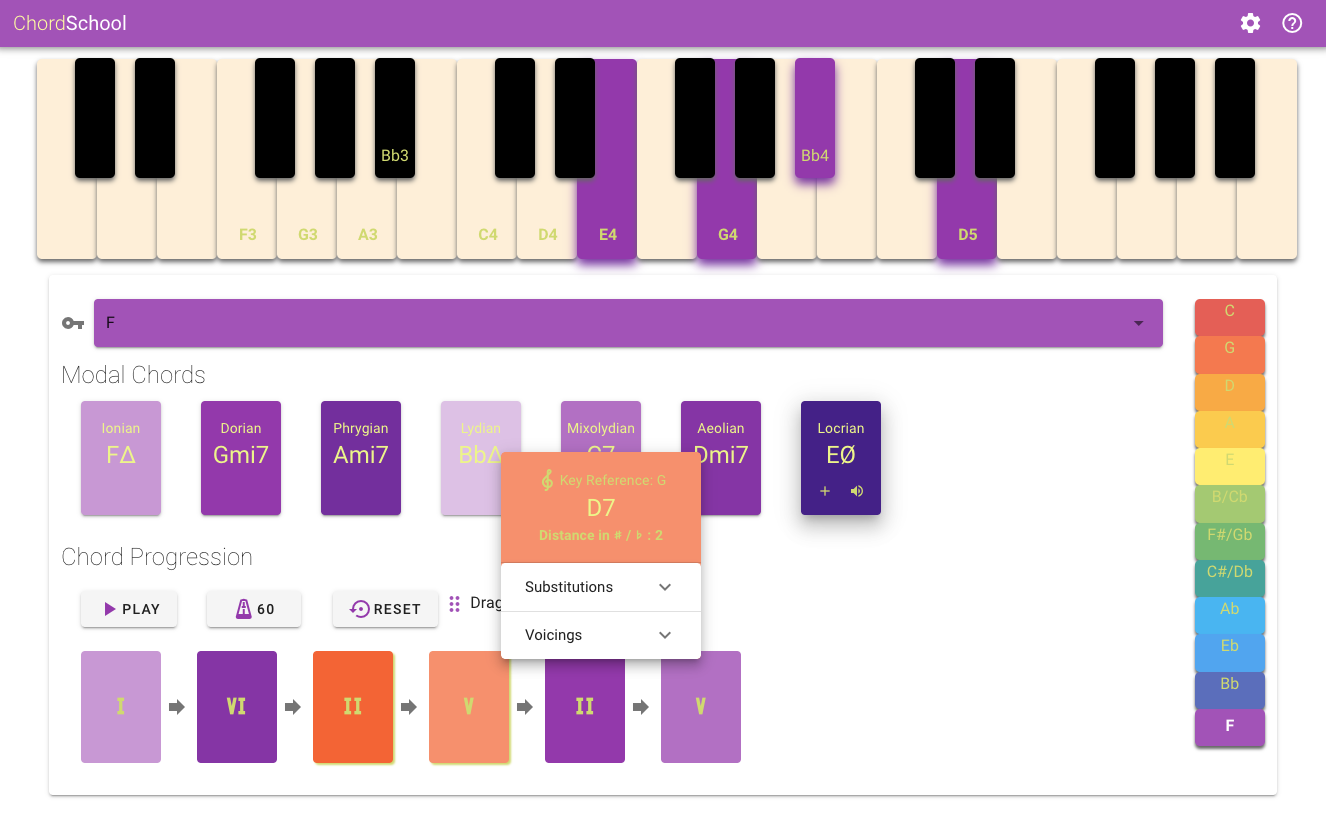 ChordSchool
Bb3
Bb4
F3
G3
A3
C4
D4
E4
G4
D5
F
C
G
D
E
B/Cb
F#/Gb
C#/Db
Ab
Eb
Bb
F
Modal Chords
Ionian
FΔ
Dorian
Gmi7
Phrygian
Ami7
Lydian
BbΔ
Mixolydian
Aeolian
Dmi7
Locrian
EØ
+
Key Reference: G
D7
Distance in # / ♭ : 2
Substitutions
Voicings
Chord Progression
PLAY
60
RESET
Drag
I
VI
II
V
II
V